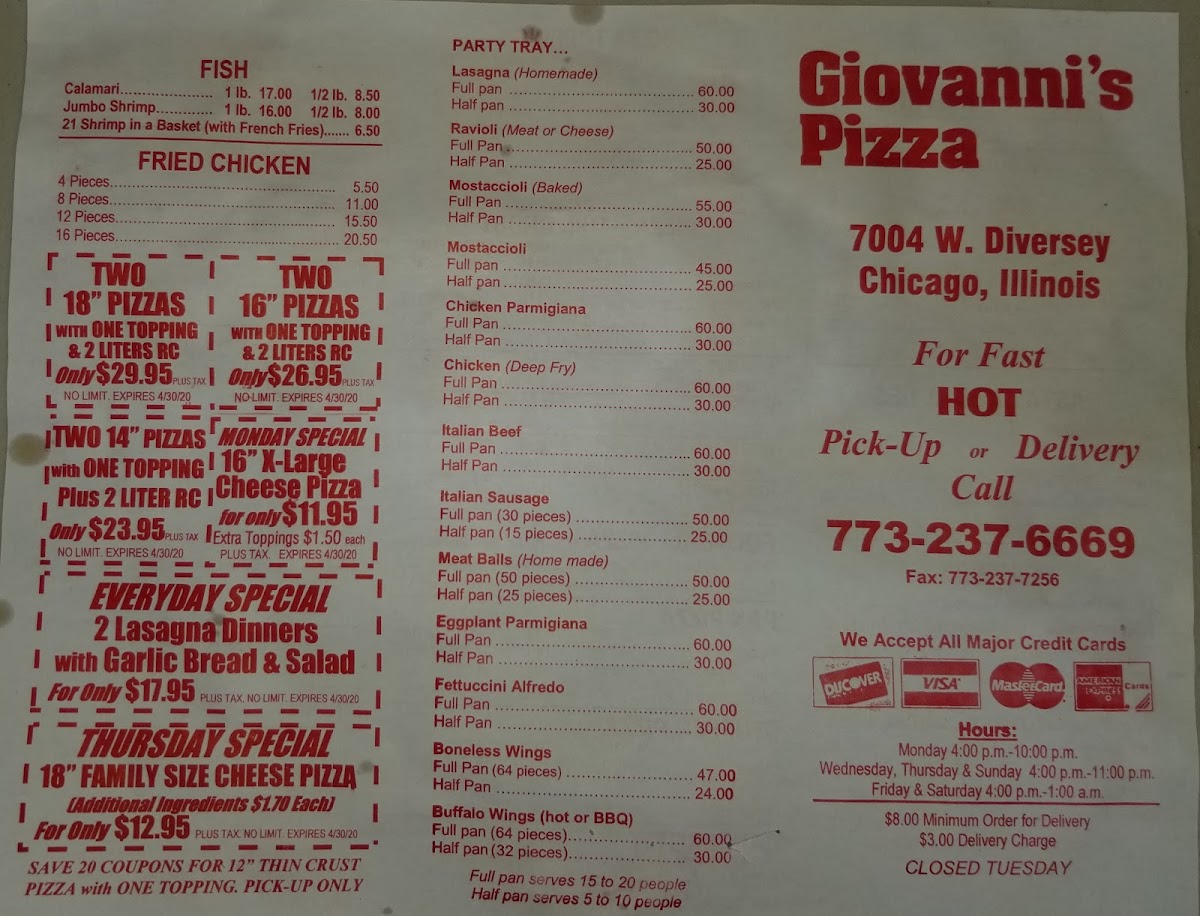 FISH
Calamari........................ 1 lb. 17.00 1/2 lb. 8.50
Jumbo Shrimp............... 1 lb. 16.00 1/2 lb. 8.00
21 Shrimp in a Basket (with French Fries)....... 6.50
FRIED CHICKEN
4 Pieces........................ 5.50
8 Pieces........................ 11.00
12 Pieces........................ 15.50
16 Pieces........................ 20.50
TWO
18" PIZZAS
WITH ONE TOPPING
& 2 LITERS RC
Only $29.95 PLUS TAX
NO LIMIT. EXPIRES 4/30/20
TWO
16" PIZZAS
WITH ONE TOPPING
& 2 LITERS RC
Only $26.95 PLUS TAX
NO LIMIT. EXPIRES 4/30/20
TWO 14" PIZZAS
with ONE TOPPING
Plus 2 LITER RC
Only $23.95 PLUS TAX
NO LIMIT. EXPIRES 4/30/20
MONDAY SPECIAL
16" X-Large
Cheese Pizza
for only $11.95
Extra Toppings $1.50 each
PLUS TAX. EXPIRES 4/30/20
EVERYDAY SPECIAL
2 Lasagna Dinners
with Garlic Bread & Salad
For Only $17.95 PLUS TAX. NO LIMIT. EXPIRES 4/30/20
THURSDAY SPECIAL
18" FAMILY SIZE CHEESE PIZZA
(Additional Ingredients $1.70 Each)
For Only $12.95 PLUS TAX. NO LIMIT. EXPIRES 4/30/20
SAVE 20 COUPONS FOR 12" THIN CRUST
PIZZA with ONE TOPPING. PICK-UP ONLY
PARTY TRAY...
Lasagna (Homemade)
Full pan ........................ 60.00
Half pan ........................ 30.00
Ravioli (Meat or Cheese)
Full Pan ........................ 50.00
Half Pan ........................ 25.00
Mostaccioli (Baked)
Full Pan ........................ 55.00
Half Pan ........................ 30.00
Mostaccioli
Full pan ........................ 45.00
Half pan ........................ 25.00
Chicken Parmigiana
Full Pan ........................ 60.00
Half Pan ........................ 30.00
Chicken (Deep Fry)
Full Pan ........................ 60.00
Half Pan ........................ 30.00
Italian Beef
Full Pan ........................ 60.00
Half Pan ........................ 30.00
Italian Sausage
Full pan (30 pieces) ........................ 50.00
Half pan (15 pieces) ........................ 25.00
Meat Balls (Home made)
Full pan (50 pieces) ........................ 50.00
Half pan (25 pieces) ........................ 25.00
Eggplant Parmigiana
Full Pan ........................ 60.00
Half Pan ........................ 30.00
Fettuccini Alfredo
Full Pan ........................ 60.00
Half Pan ........................ 30.00
Boneless Wings
Full Pan (64 pieces) ........................ 47.00
Half Pan ........................ 24.00
Buffalo Wings (hot or BBQ)
Full pan (64 pieces)........................ 60.00
Half pan (32 pieces)........................ 30.00
Full pan serves 15 to 20 people
Half pan serves 5 to 10 people
Giovanni's
Pizza
7004 W. Diversey
Chicago, Illinois
For Fast
HOT
Pick-Up or Delivery
Call
773-237-6669
Fax: 773-237-7256
We Accept All Major Credit Cards
DISCOVER VISA MasterCard AMERICAN EXPRESS Cards
Hours:
Monday 4:00 p.m.-10:00 p.m.
Wednesday, Thursday & Sunday 4:00 p.m.-11:00 p.m.
Friday & Saturday 4:00 p.m.-1:00 a.m.
$8.00 Minimum Order for Delivery
$3.00 Delivery Charge
CLOSED TUESDAY